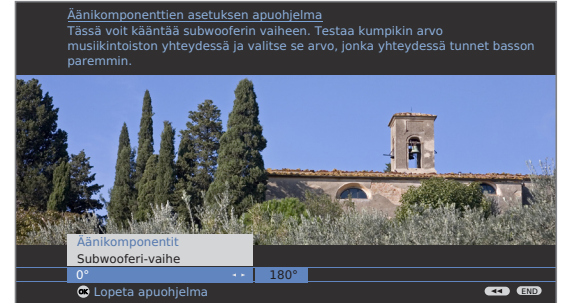 Äänikomponenttien asetuksen apuohjelma
Tässä voit kääntää subwooferin vaiheen. Testaa kumpikin arvo
musiikintoiston yhteydessä ja valitse se arvo, jonka yhteydessä tunnet basson
paremmin.
Äänikomponentit
Subwooferi-vaihe
0° 180°
OK Lopeta apuohjelma
END